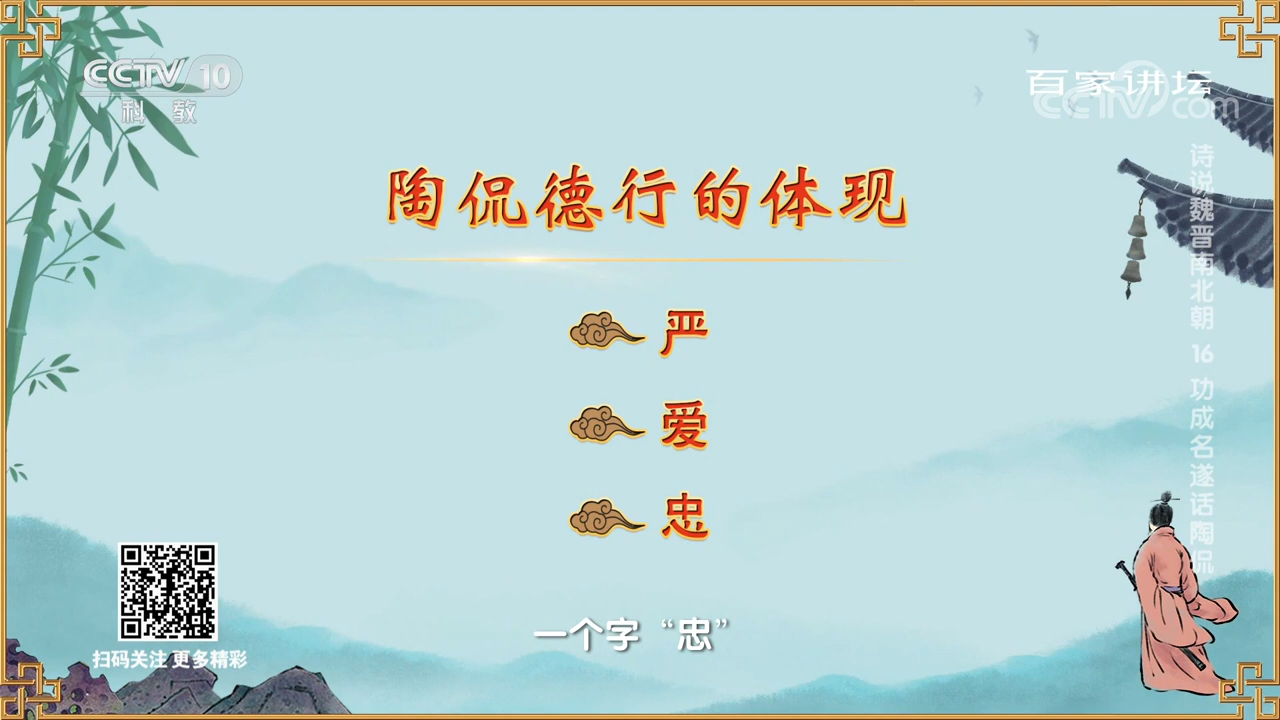 CCTV 10
科教
百家讲坛
CCTV.com
陶侃德行的体现
严
爱
忠
诗说魏晋南北朝 16 功成名遂话陶侃
扫码关注 更多精彩
一个字“忠”